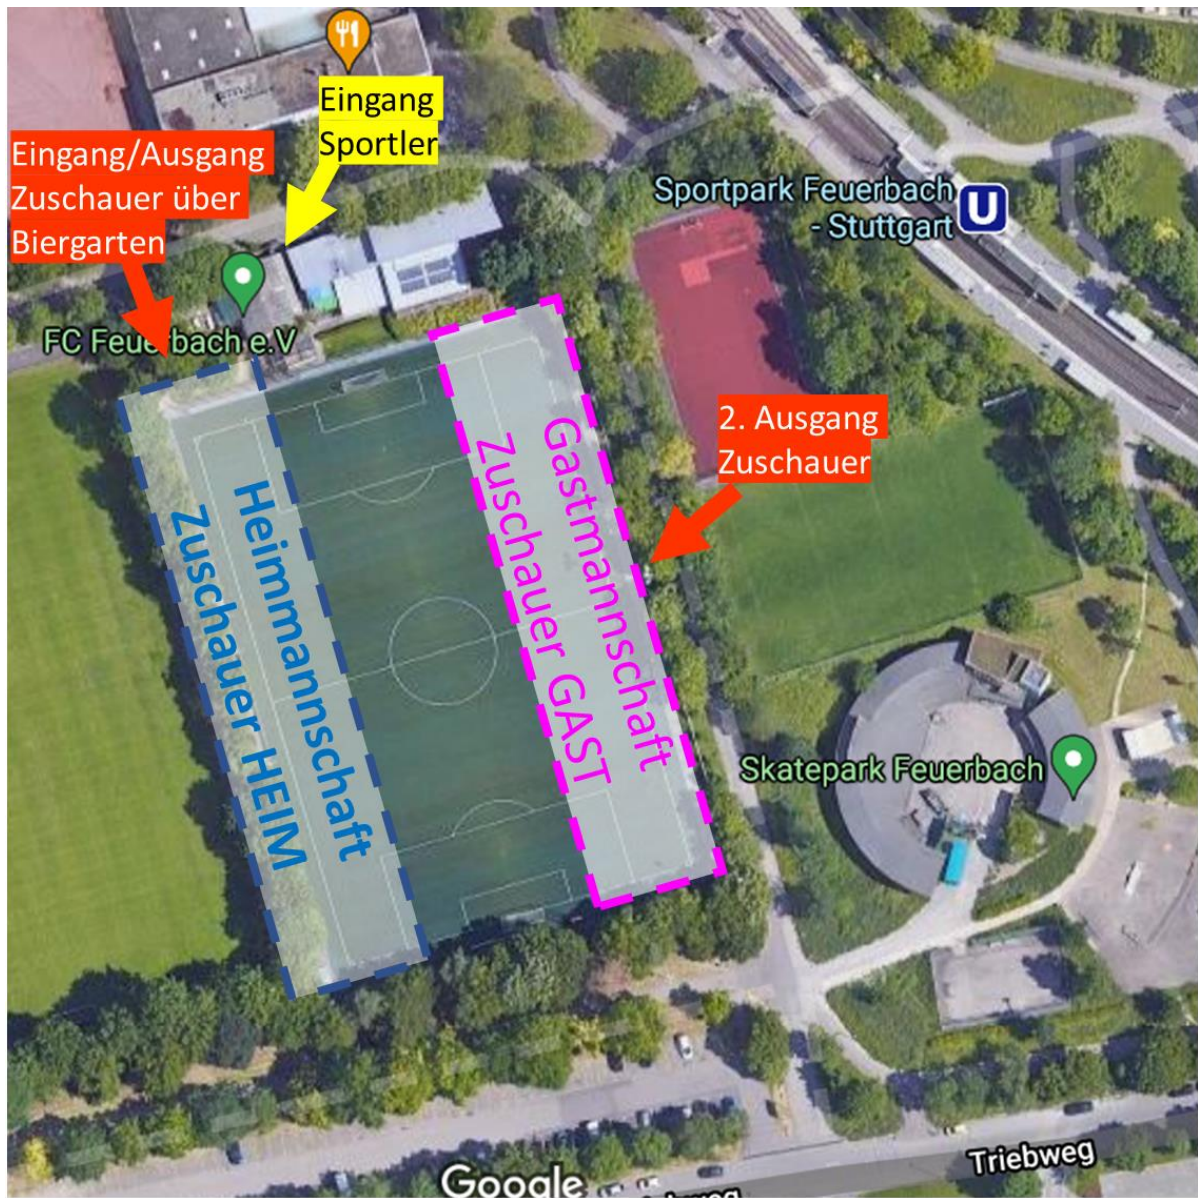 Eingang
Sportler
Eingang/Ausgang
Zuschauer über
Biergarten
Sportpark Feuerbach
- Stuttgart
U
FC Feuerbach e.V
2. Ausgang
Zuschauer
Heimmannschaft
Zuschauer HEIM
Gastmannschaft
Zuschauer GAST
Skatepark Feuerbach
Triebweg
Google